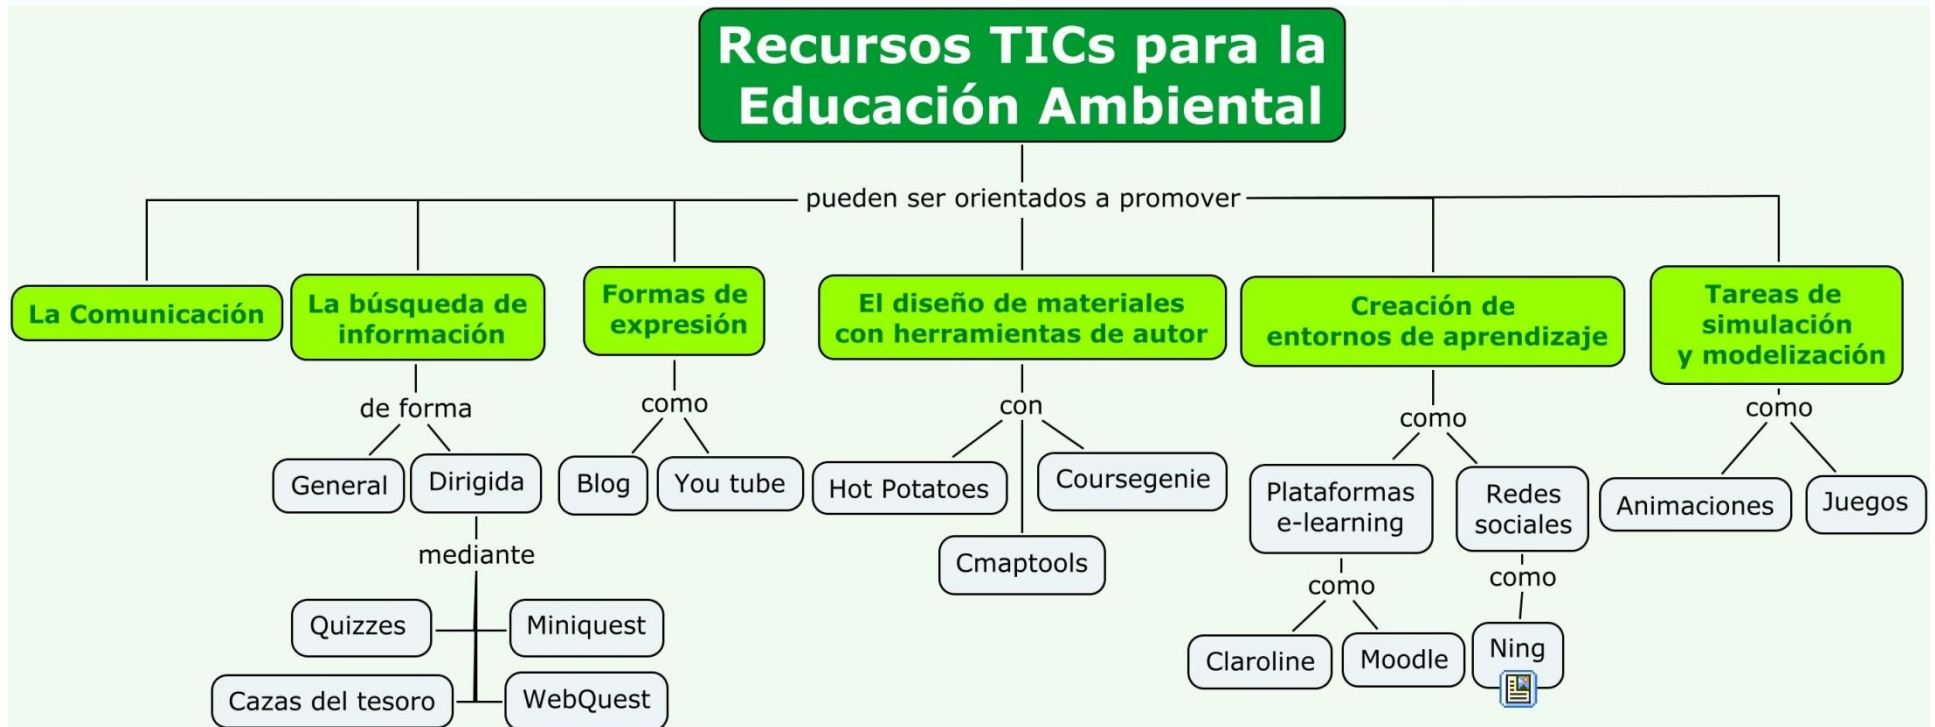 Recursos TICs para la
Educación Ambiental
pueden ser orientados a promover
La Comunicación
La búsqueda de
información
Formas de
expresión
El diseño de materiales
con herramientas de autor
Creación de
entornos de aprendizaje
Tareas de
simulación
y modelización
de forma
General
Dirigida
mediante
Quizzes
Miniquest
Cazas del tesoro
WebQuest
como
Blog
You tube
con
Hot Potatoes
Cmaptools
Coursegenie
como
Plataformas
e-learning
como
Claroline
Moodle
Redes
sociales
como
Ning
como
Animaciones
Juegos